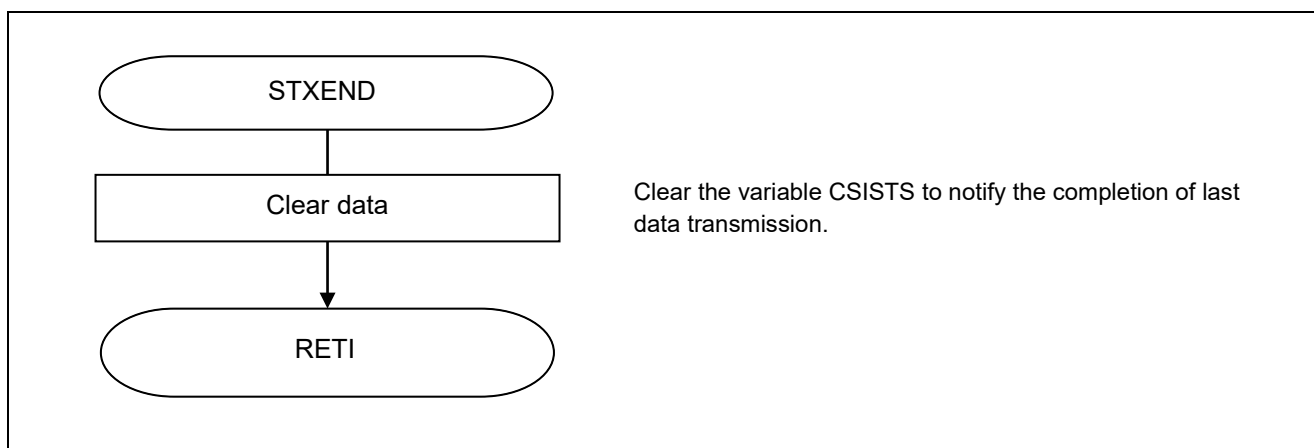 STXEND
Clear data
Clear the variable CSISTS to notify the completion of last
data transmission.
RETI